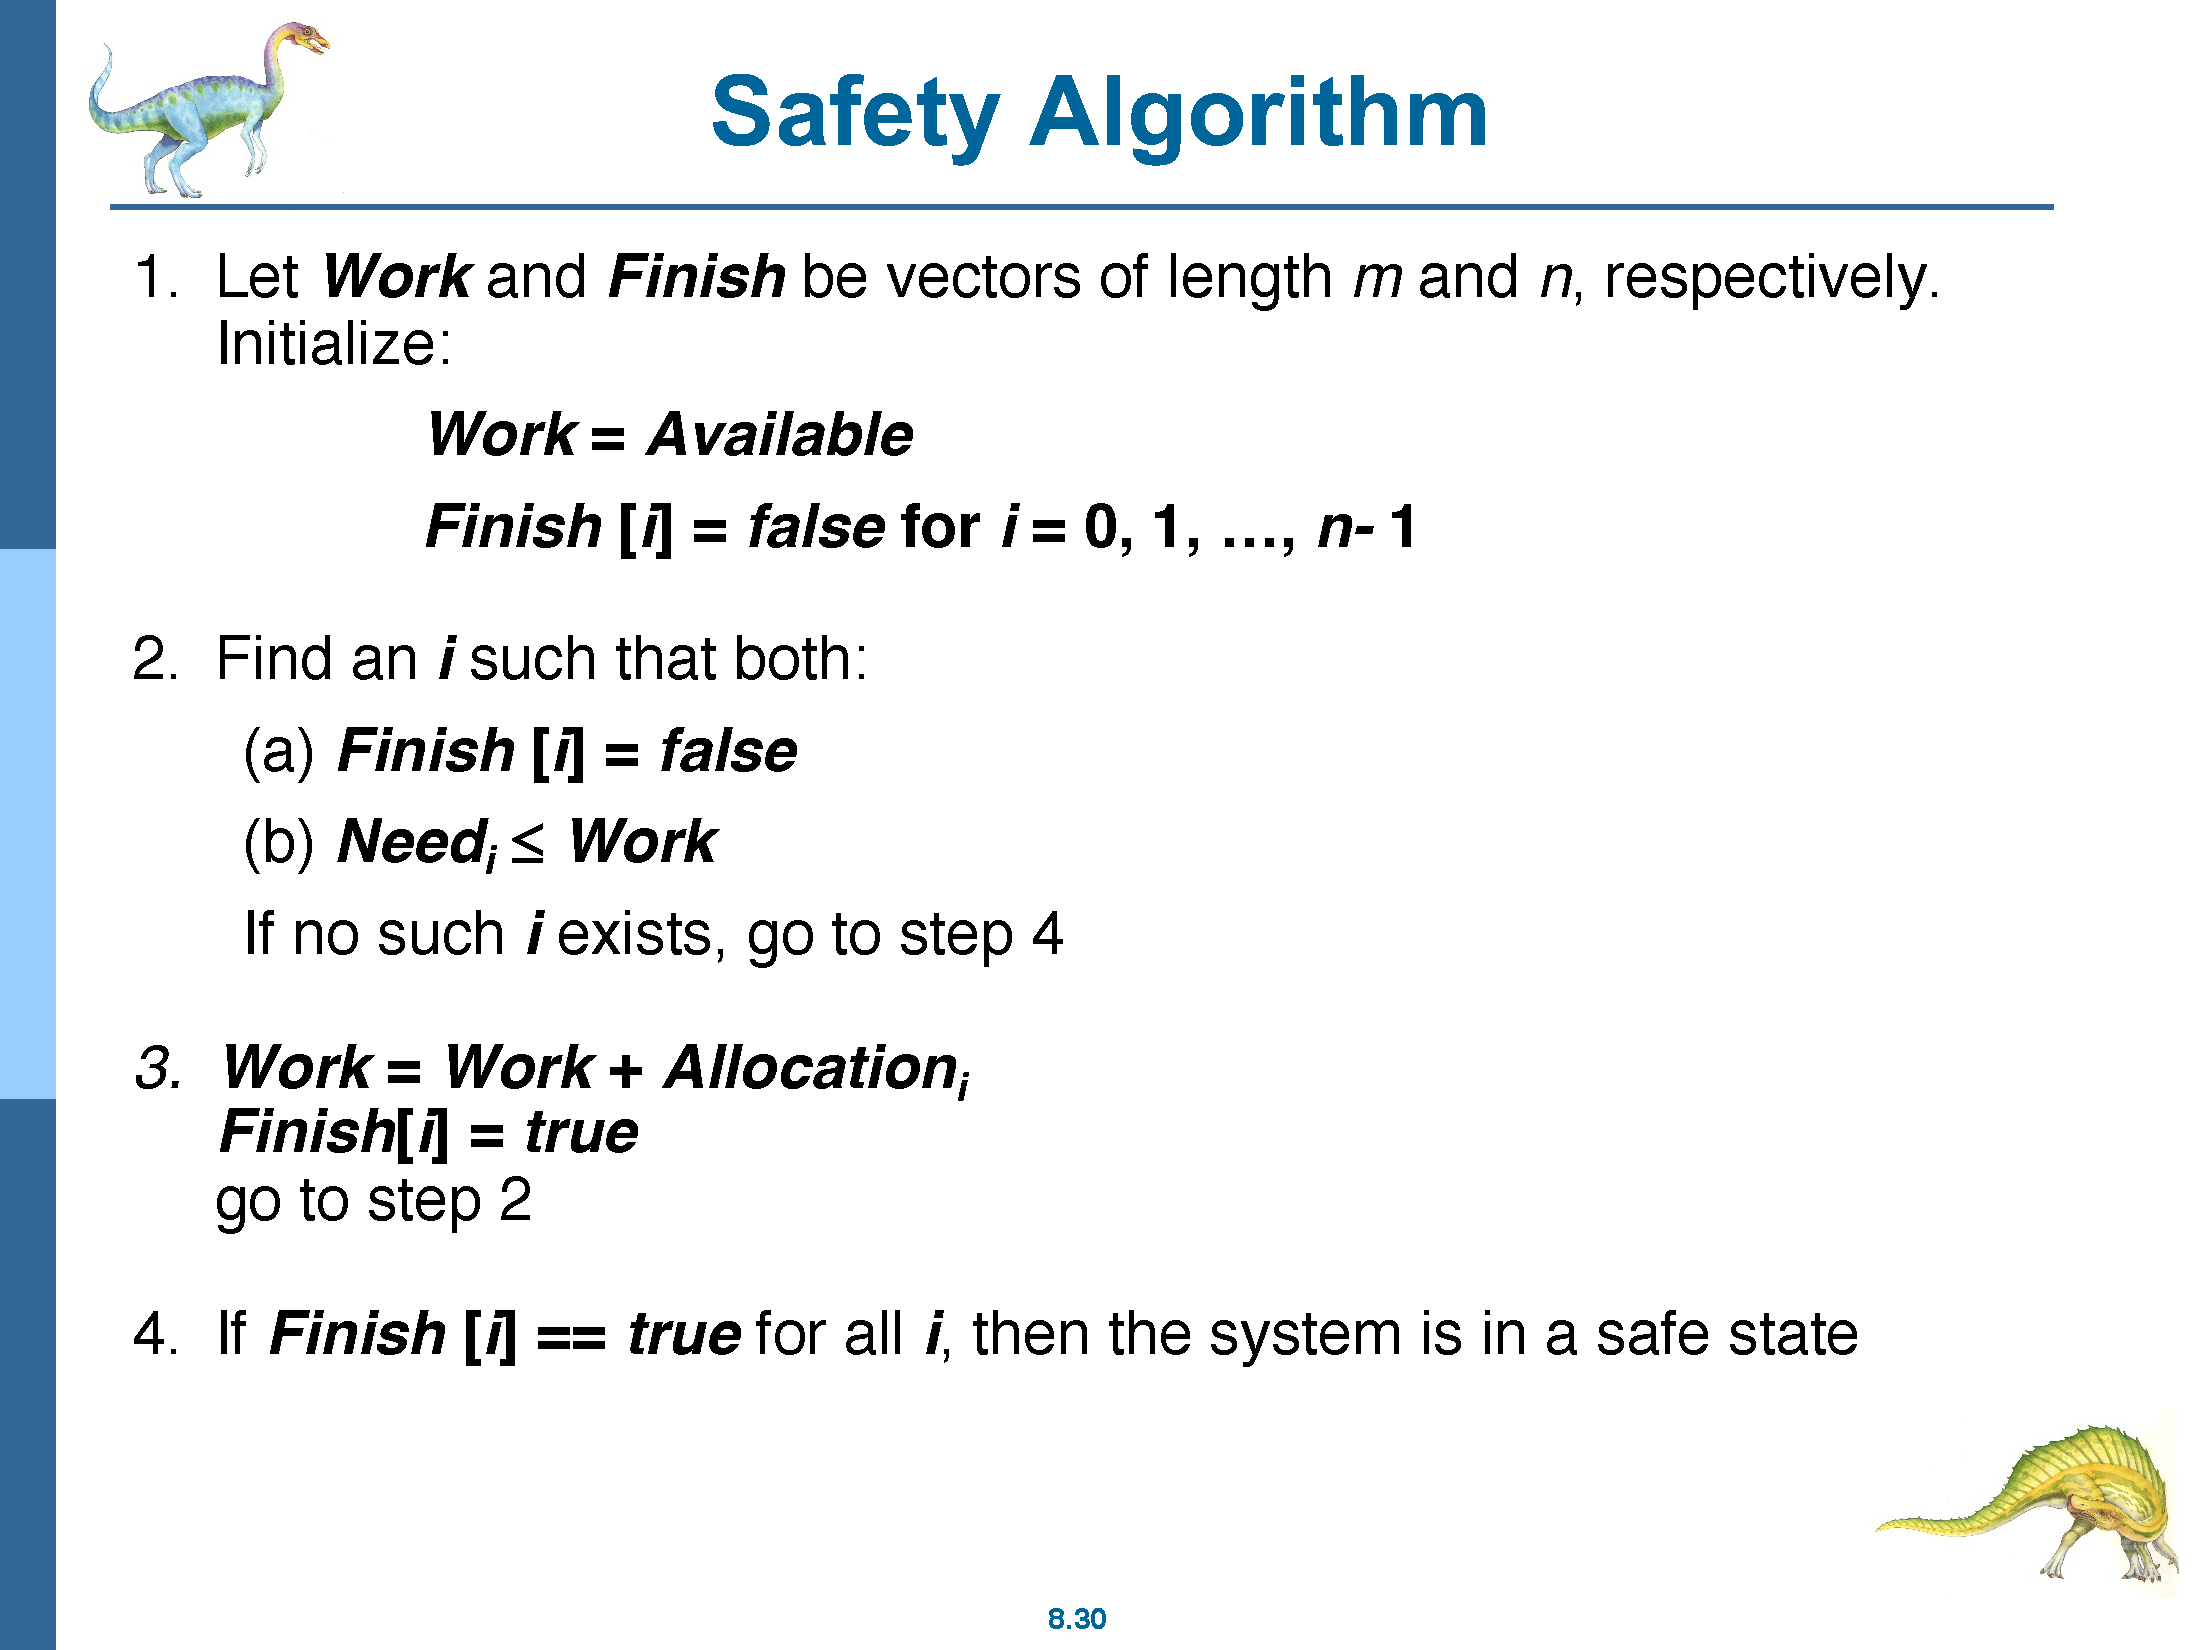 Safety Algorithm
1. Let Work and Finish be vectors of length m and n, respectively.
Initialize:
Work = Available
Finish [i] = false for i = 0, 1, …, n- 1
2. Find an i such that both:
(a) Finish [i] = false
(b) Needi ≤ Work
If no such i exists, go to step 4
3. Work = Work + Allocationi
Finish[i] = true
go to step 2
4. If Finish [i] == true for all i, then the system is in a safe state
8.30